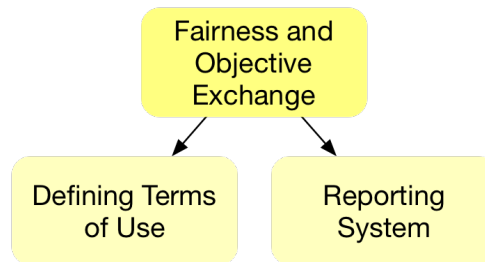 Fairness and
Objective
Exchange
Defining Terms
of Use
Reporting
System